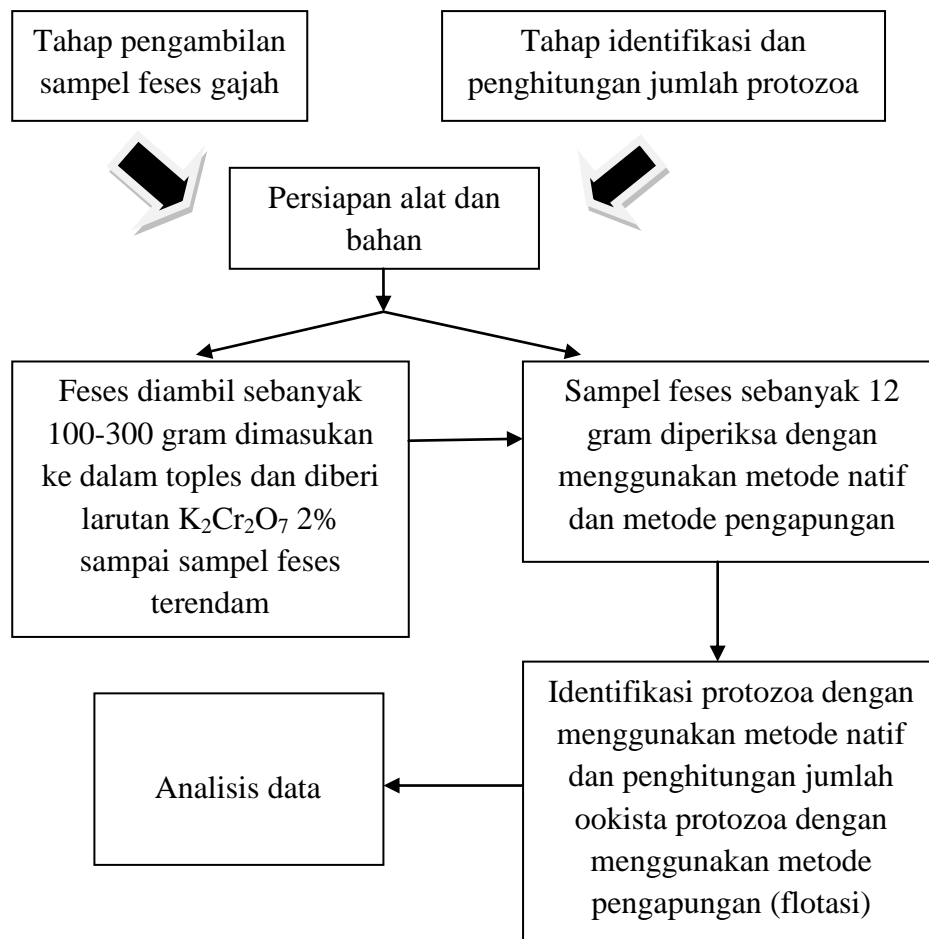 Tahap pengambilan
sampel feses gajah
Tahap identifikasi dan
penghitungan jumlah protozoa
Persiapan alat dan
bahan
Feses diambil sebanyak
100-300 gram dimasukan
ke dalam toples dan diberi
larutan K₂Cr₂O₇ 2%
sampai sampel feses
terendam
Sampel feses sebanyak 12
gram diperiksa dengan
menggunakan metode natif
dan metode pengapungan
Identifikasi protozoa dengan
menggunakan metode natif
dan penghitungan jumlah
ookista protozoa dengan
menggunakan metode
pengapungan (flotasi)
Analisis data